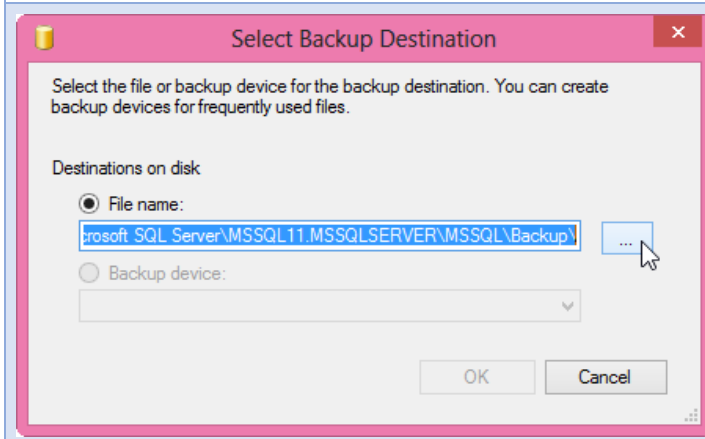 Select Backup Destination
Select the file or backup device for the backup destination. You can create
backup devices for frequently used files.
Destinations on disk
File name:
crosoft SQL Server\MSSQL11.MSSQLSERVER\MSSQL\Backup\
...
Backup device:
OK Cancel